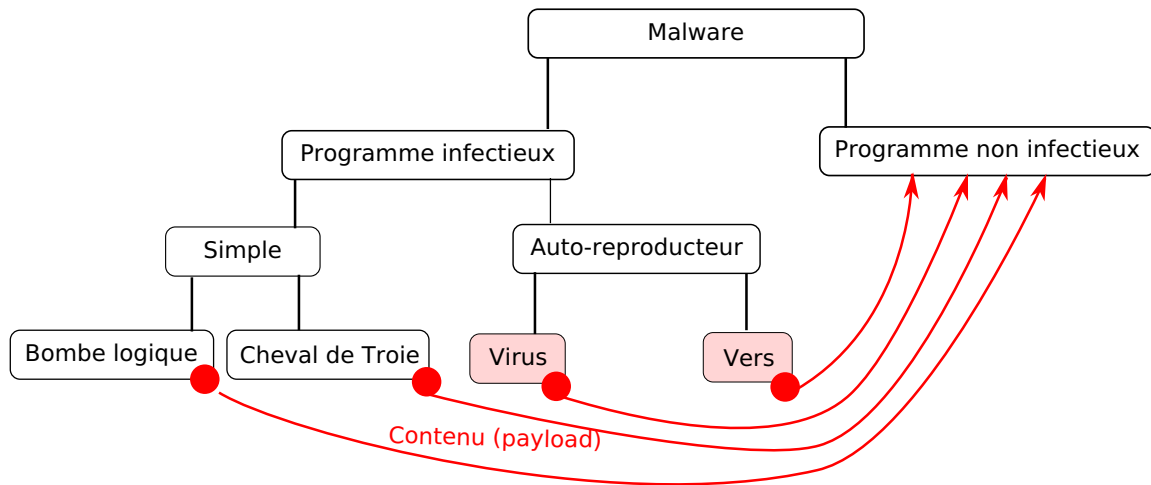 Malware
Programme infectieux
Programme non infectieux
Simple
Auto-reproducteur
Bombe logique
Cheval de Troie
Virus
Vers
Contenu (payload)